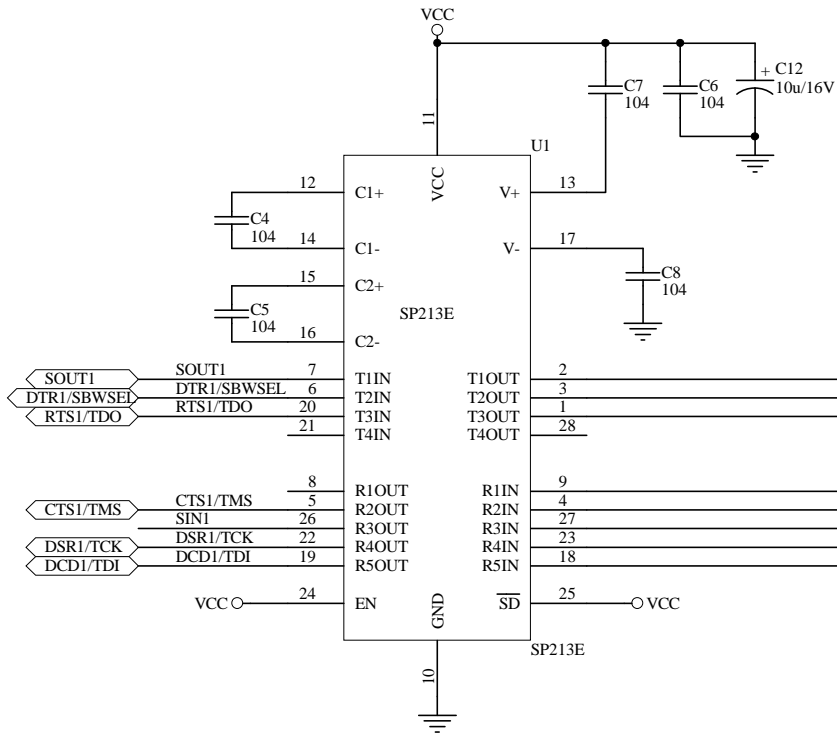 VCC
C7
104
C6
104
+ C12
10u/16V
11
U1
12 C1+ VCC V+ 13
C4
104
14 C1- V- 17
15 C2+
C8
104
C5
104
SP213E
16 C2-
SOUT1 SOUT1 7 T1IN T1OUT 2
DTR1/SBWSEL DTR1/SBWSEL 6 T2IN T2OUT 3
RTS1/TDO RTS1/TDO 20 T3IN T3OUT 1
21 T4IN T4OUT 28
8 R1OUT R1IN 9
CTS1/TMS CTS1/TMS 5 R2OUT R2IN 4
SIN1 26 R3OUT R3IN 27
DSR1/TCK DSR1/TCK 22 R4OUT R4IN 23
DCD1/TDI DCD1/TDI 19 R5OUT R5IN 18
VCC 24 EN GND SD 25 VCC
SP213E
10